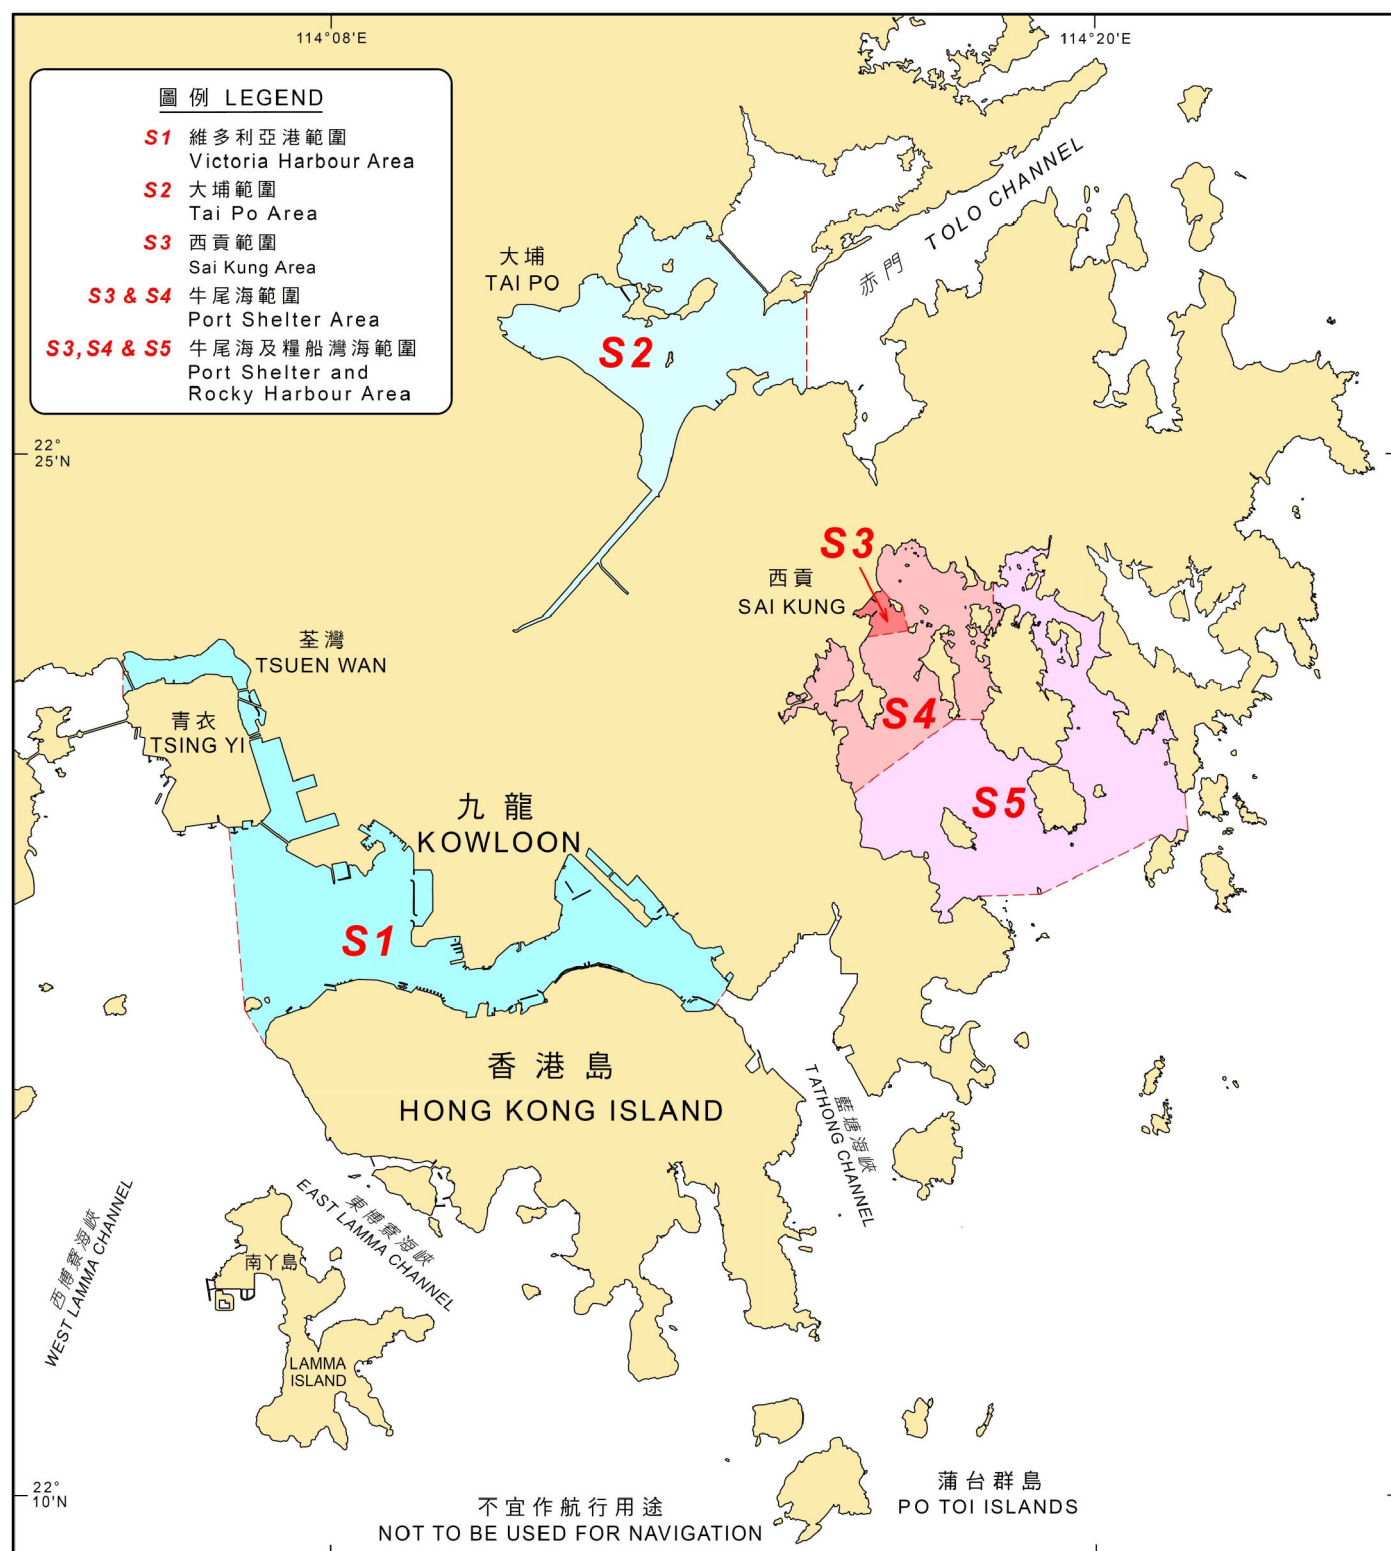 114°08'E
114°20'E
圖例 LEGEND
S1 維多利亞港範圍
Victoria Harbour Area
S2 大埔範圍
Tai Po Area
S3 西貢範圍
Sai Kung Area
S3 & S4 牛尾海範圍
Port Shelter Area
S3, S4 & S5 牛尾海及糧船灣海範圍
Port Shelter and
Rocky Harbour Area
赤門 TOLO CHANNEL
大埔
TAI PO
S2
22°
25'N
S3
西貢
SAI KUNG
荃灣
TSUEN WAN
青衣
TSING YI
S4
S5
九龍
KOWLOON
S1
香港島
HONG KONG ISLAND
藍塘海峽
TATHONG CHANNEL
西博寮海峽
WEST LAMMA CHANNEL
東博寮海峽
EAST LAMMA CHANNEL
南丫島
LAMMA
ISLAND
22°
10'N
蒲台群島
PO TOI ISLANDS
不宜作航行用途
NOT TO BE USED FOR NAVIGATION